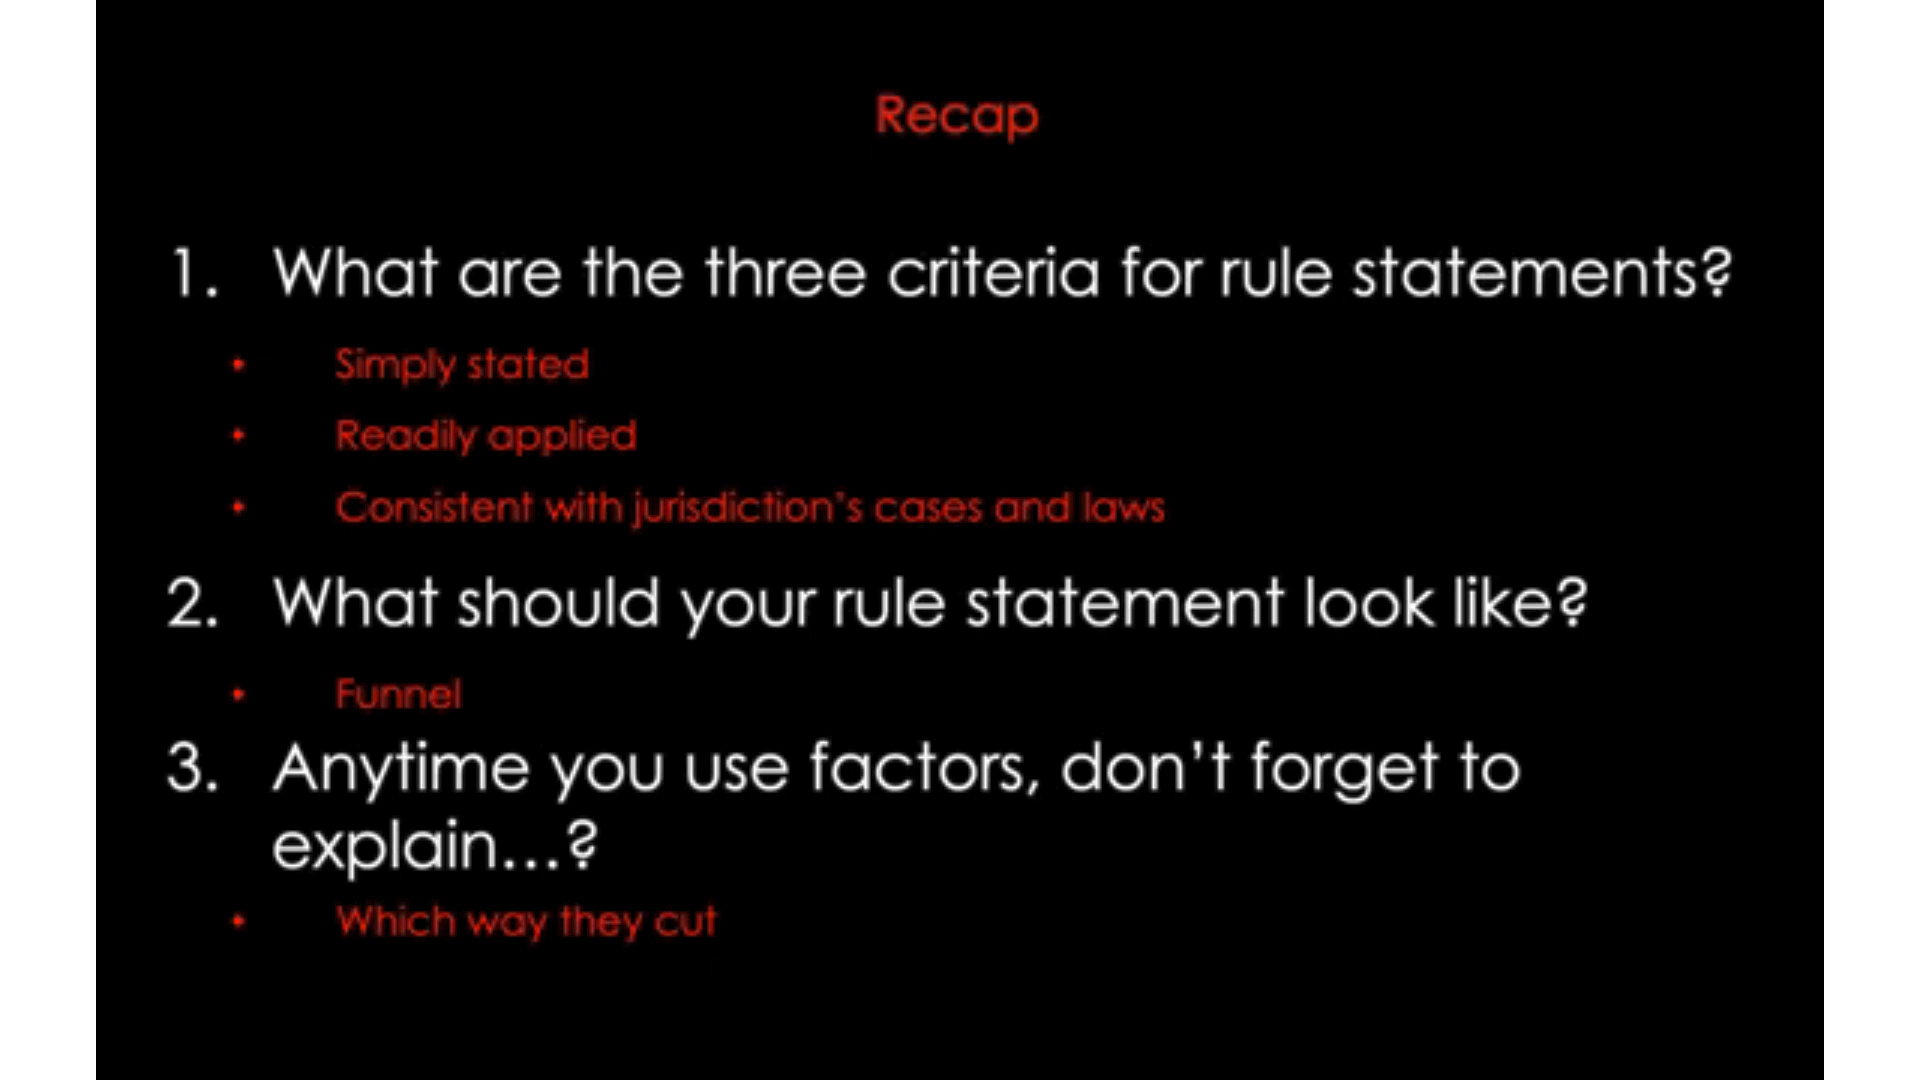 Recap
1. What are the three criteria for rule statements?
• Simply stated
• Readily applied
• Consistent with jurisdiction's cases and laws
2. What should your rule statement look like?
• Funnel
3. Anytime you use factors, don't forget to
explain...?
• Which way they cut